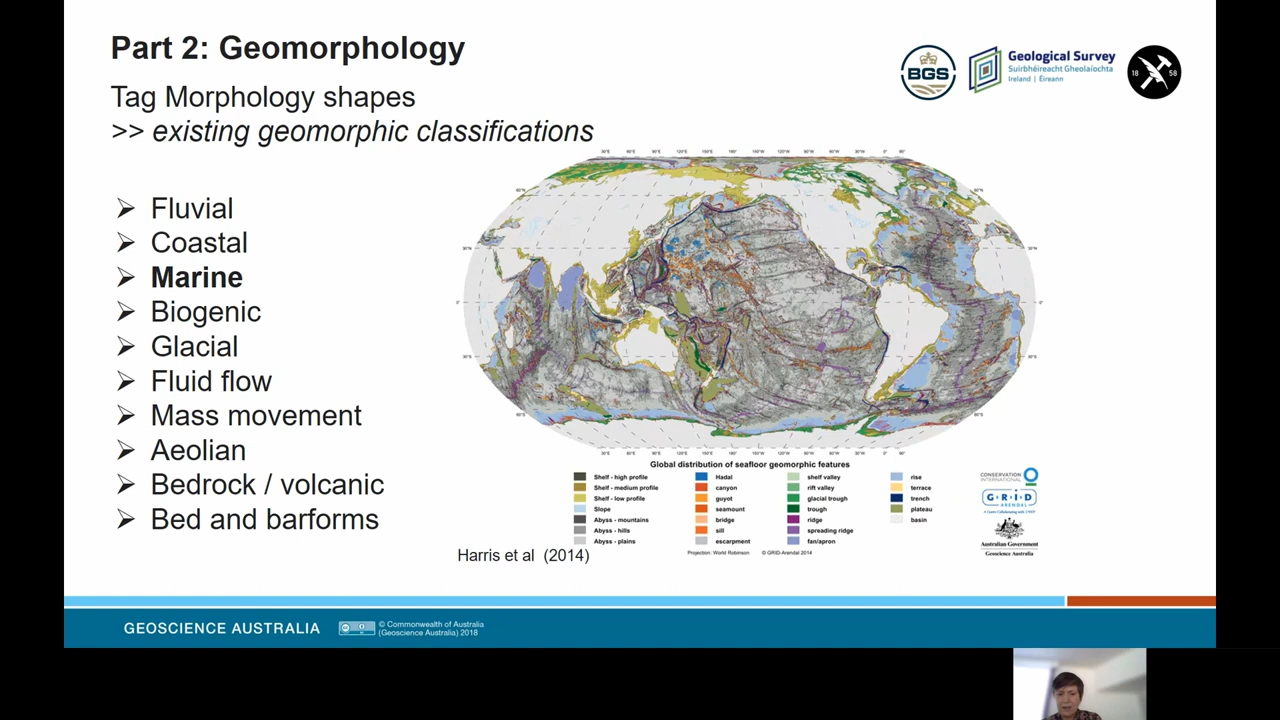 Part 2: Geomorphology
Tag Morphology shapes
>> existing geomorphic classifications
BGS
Geological Survey
Suirbhéireacht Gheolaíochta
Ireland | Éireann
18 58
Fluvial
Coastal
Marine
Biogenic
Glacial
Fluid flow
Mass movement
Aeolian
Bedrock / volcanic
Bed and barforms
Global distribution of seafloor geomorphic features
Shelf - high profile
Shelf - medium profile
Shelf - low profile
Slope
Abyss - mountains
Abyss - hills
Abyss - plains
Hadal
canyon
guyot
seamount
bridge
sill
escarpment
shelf valley
rift valley
glacial trough
trough
ridge
spreading ridge
fan/apron
rise
terrace
trench
plateau
basin
Projection: World Robinson © GRID-Arendal 2014
CONSERVATION
INTERNATIONAL
GRID
ARENDAL
Australian Government
Geoscience Australia
Harris et al (2014)
GEOSCIENCE AUSTRALIA
© Commonwealth of Australia
(Geoscience Australia) 2018